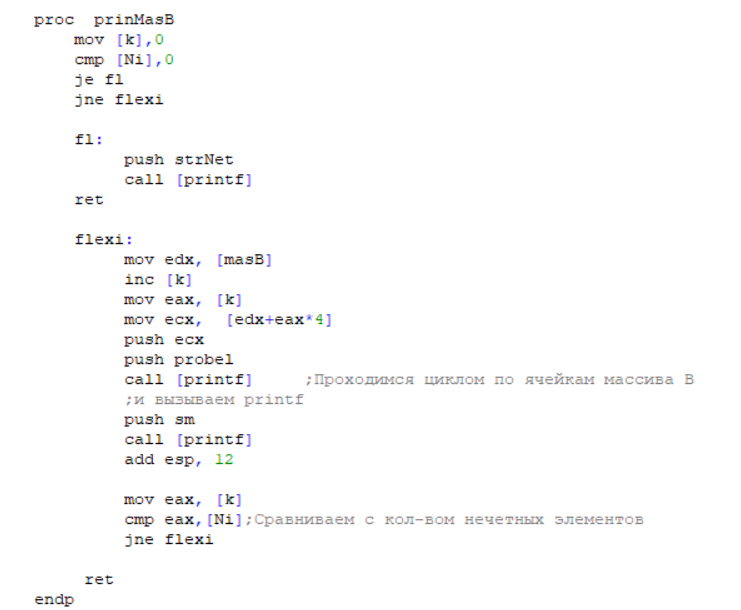 proc  prinMasB
mov [k],0
cmp [Ni],0
je fl
jne flexi
fl:
push strNet
call [printf]
ret
flexi:
mov edx, [masB]
inc [k]
mov eax, [k]
mov ecx,  [edx+eax*4]
push ecx
push probel
call [printf]     ;Проходимся циклом по ячейкам массива B
;и вызываем printf
push sm
call [printf]
add esp, 12
mov eax, [k]
cmp eax,[Ni];Сравниваем с кол-вом нечетных элементов
jne flexi
ret
endp